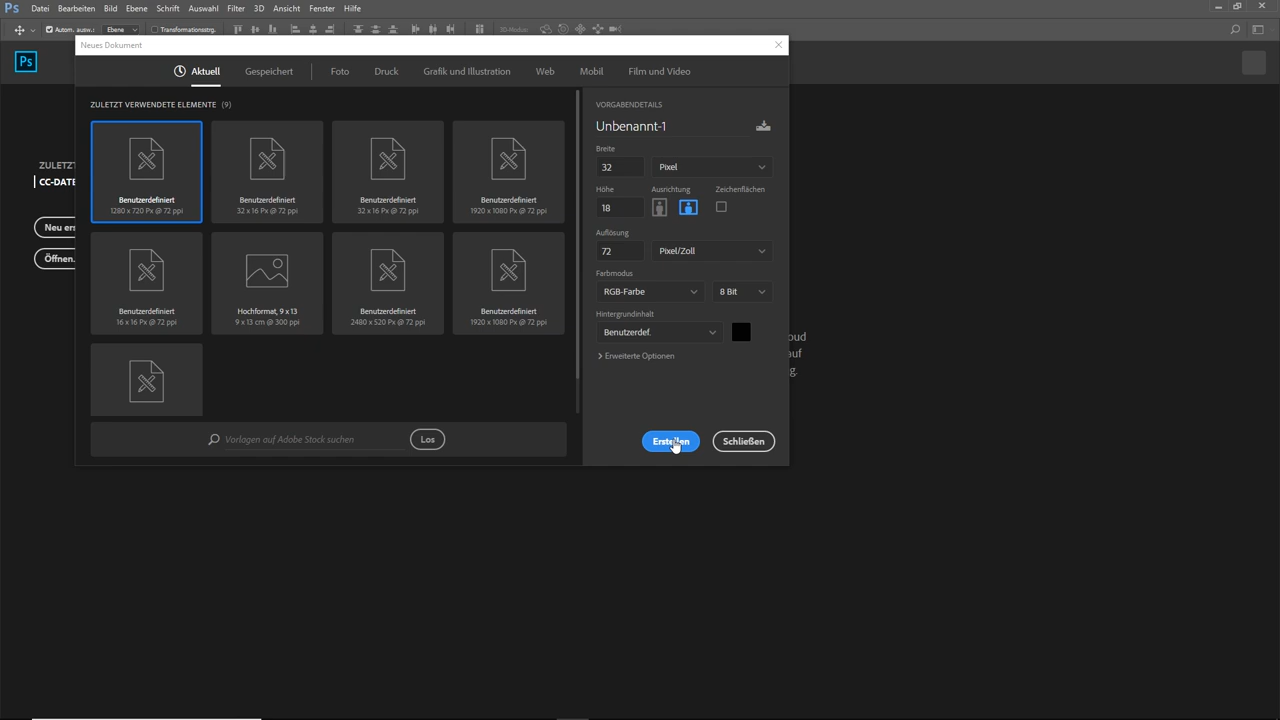 Ps Datei Bearbeiten Bild Ebene Schrift Auswahl Filter 3D Ansicht Fenster Hilfe
Autom. ausw.: Ebene Transformationsstrg. 3D-Modus:
Neues Dokument
Ps
Aktuell Gespeichert Foto Druck Grafik und Illustration Web Mobil Film und Video
ZULETZT VERWENDETE ELEMENTE (9)
VORGABENDETAILS
Unbenannt-1
Breite
32 Pixel
Höhe Ausrichtung Zeichenflächen
18
Auflösung
72 Pixel/Zoll
Farbmodus
RGB-Farbe 8 Bit
Hintergrundinhalt
Benutzerdef.
Erweiterte Optionen
Erstellen Schließen
Benutzerdefiniert
1280 x 720 Px @ 72 ppi
Benutzerdefiniert
32 x 16 Px @ 72 ppi
Benutzerdefiniert
32 x 16 Px @ 72 ppi
Benutzerdefiniert
1920 x 1080 Px @ 72 ppi
Benutzerdefiniert
16 x 16 Px @ 72 ppi
Hochformat, 9 x 13
9 x 13 cm @ 300 ppi
Benutzerdefiniert
2480 x 520 Px @ 72 ppi
Benutzerdefiniert
1920 x 1080 Px @ 72 ppi
Vorlagen auf Adobe Stock suchen Los
ZULETZT
CC-DATE
Neu ers
Öffnen.
oud
auf
g.